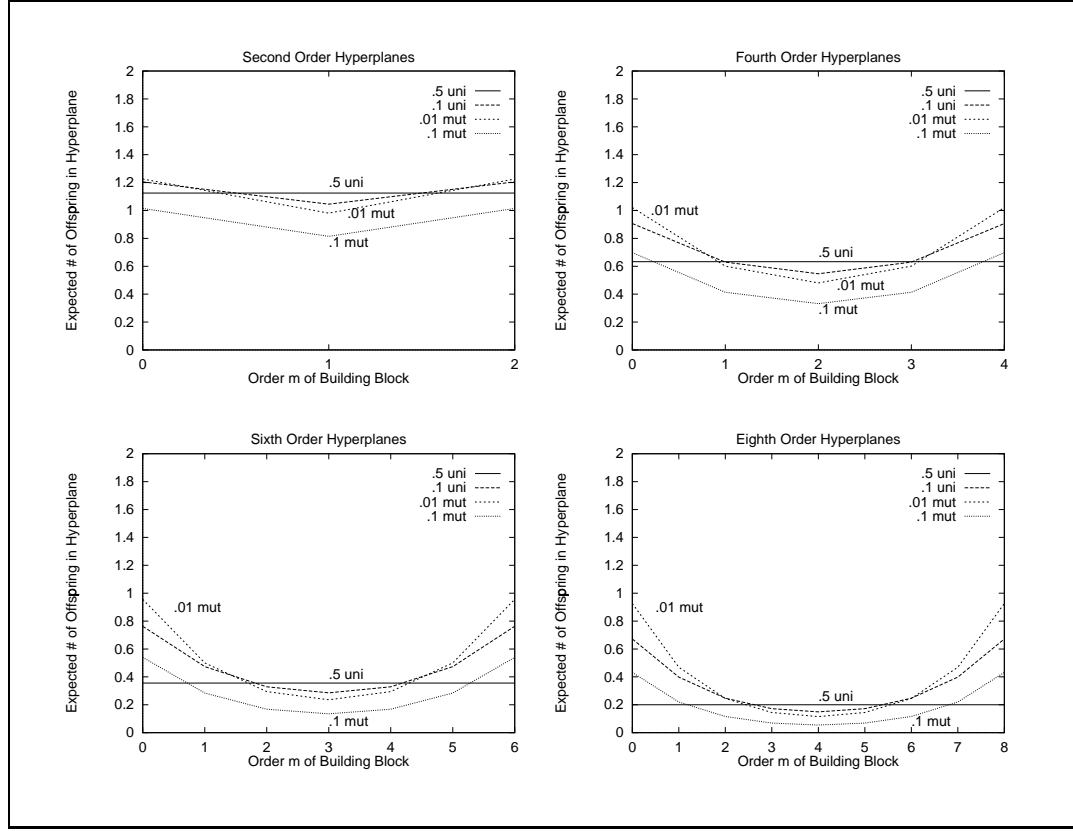 Second Order Hyperplanes
Expected # of Offspring in Hyperplane
2
1.8
1.6
1.4
1.2
1
0.8
0.6
0.4
0.2
0
.5 uni
.1 uni
.01 mut
.1 mut
.5 uni
.01 mut
.1 mut
0 1 2
Order m of Building Block
Fourth Order Hyperplanes
Expected # of Offspring in Hyperplane
2
1.8
1.6
1.4
1.2
1
0.8
0.6
0.4
0.2
0
.5 uni
.1 uni
.01 mut
.1 mut
.01 mut
.5 uni
.01 mut
.1 mut
0 1 2 3 4
Order m of Building Block
Sixth Order Hyperplanes
Expected # of Offspring in Hyperplane
2
1.8
1.6
1.4
1.2
1
0.8
0.6
0.4
0.2
0
.5 uni
.1 uni
.01 mut
.1 mut
.01 mut
.5 uni
.1 mut
0 1 2 3 4 5 6
Order m of Building Block
Eighth Order Hyperplanes
Expected # of Offspring in Hyperplane
2
1.8
1.6
1.4
1.2
1
0.8
0.6
0.4
0.2
0
.5 uni
.1 uni
.01 mut
.1 mut
.01 mut
.5 uni
.1 mut
0 1 2 3 4 5 6 7 8
Order m of Building Block